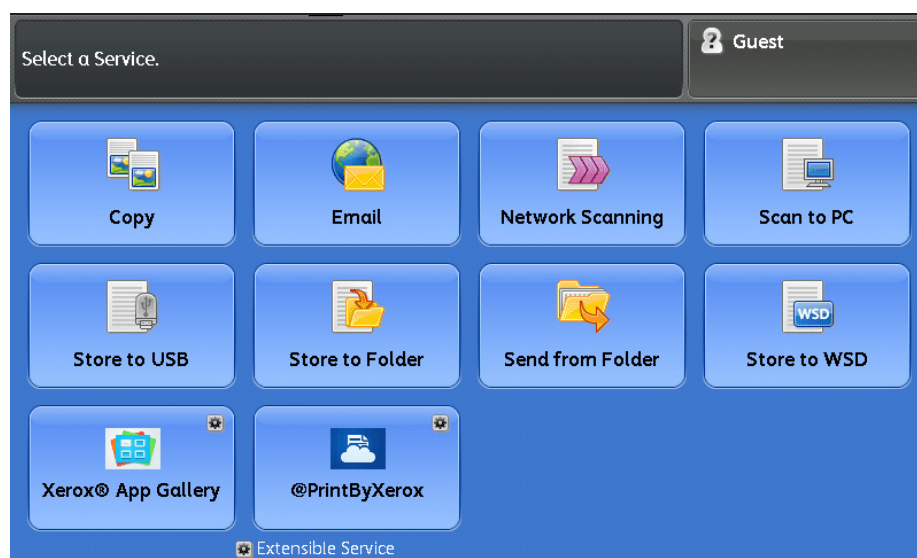 Select a Service.
Guest
Copy
Email
Network Scanning
Scan to PC
Store to USB
Store to Folder
Send from Folder
WSD
Store to WSD
Xerox® App Gallery
@PrintByXerox
Extensible Service